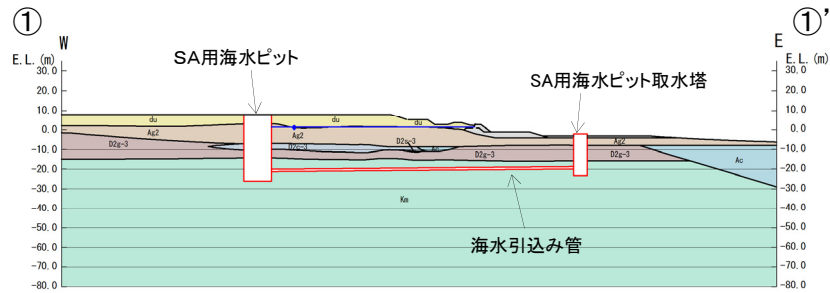 ① ①’
W E
E.L. (m) E.L. (m)
SA用海水ピット
SA用海水ピット取水塔
30.0 30.0
20.0 20.0
10.0 10.0
0.0 0.0
-10.0 -10.0
-20.0 -20.0
-30.0 -30.0
-40.0 -40.0
-50.0 -50.0
-60.0 -60.0
-70.0 -70.0
-80.0 -80.0
du du du
Ag2 Ag2 Ag2
D2g-3 D2c-3 D2g-3 D2g-3 D2g-3
Ac Ac
Km
海水引込み管